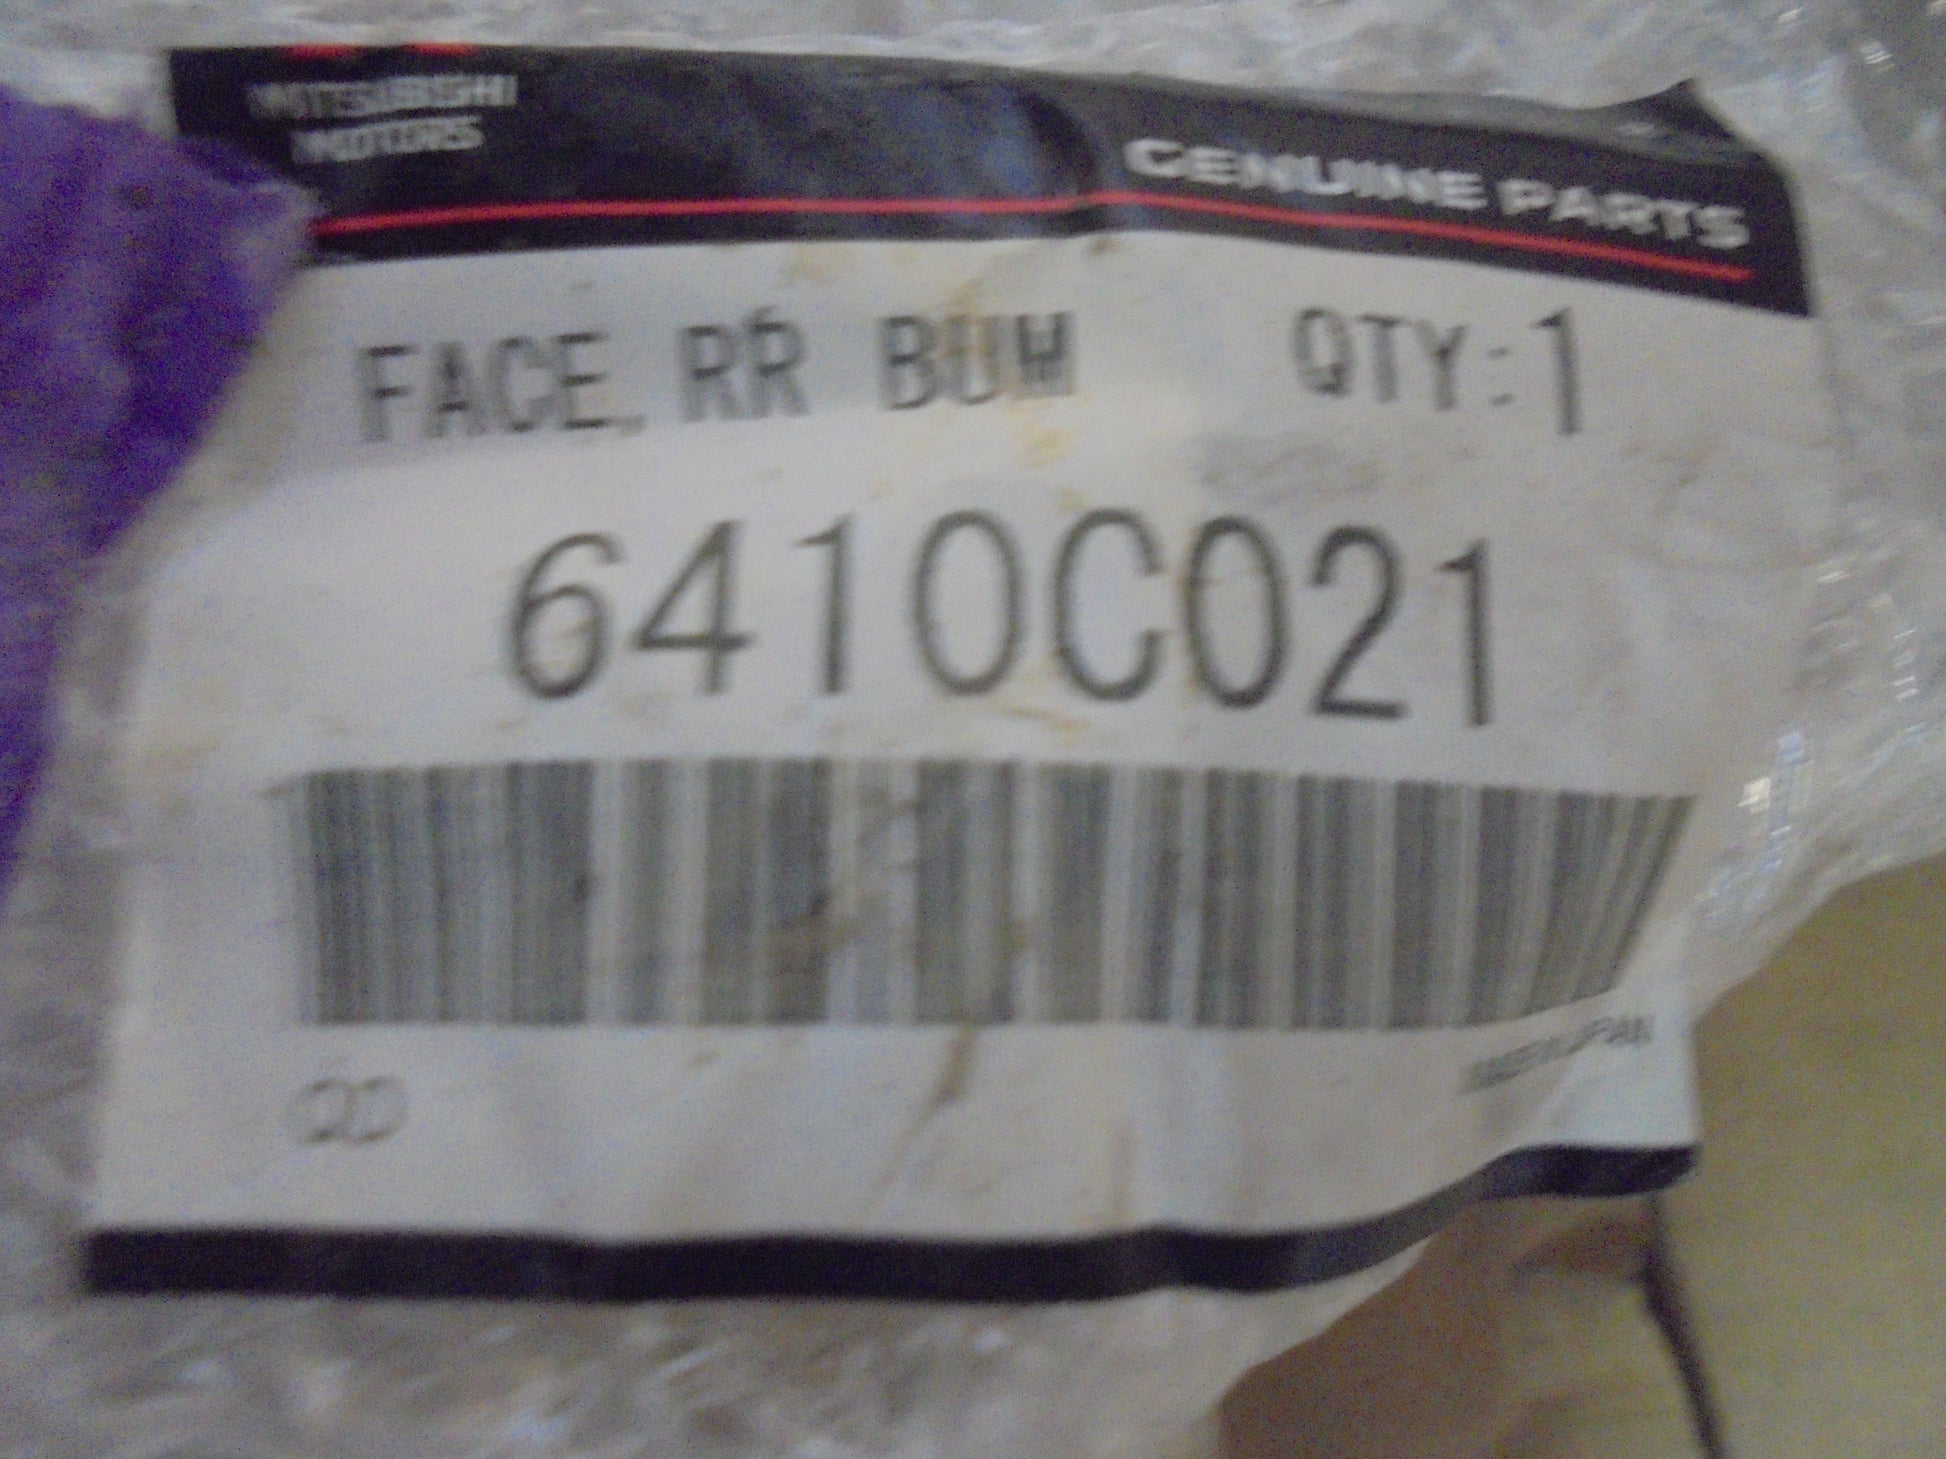 MITSUBISHI
MOTORS
GENUINE PARTS
FACE, RR BUM QTY:1
6410C021